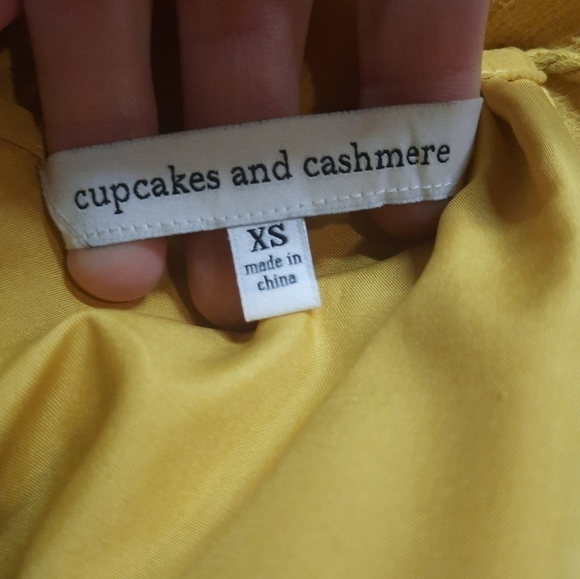 cupcakes and cashmere
XS
made in
china